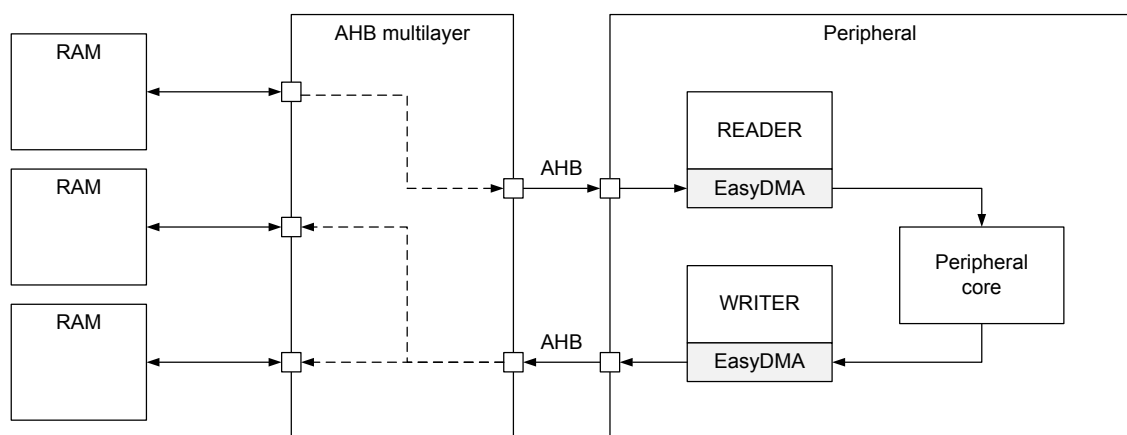 RAM
AHB multilayer
Peripheral
READER
AHB
EasyDMA
RAM
Peripheral
core
WRITER
RAM
AHB
EasyDMA